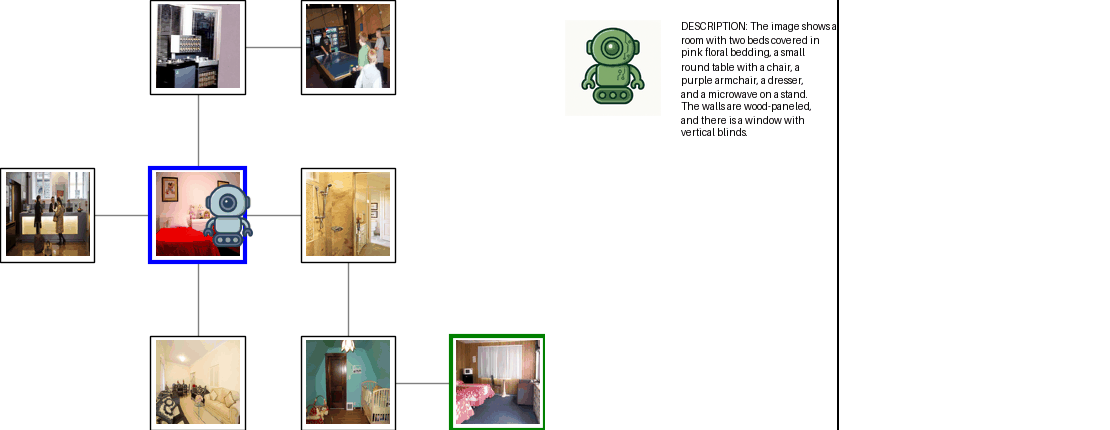 DESCRIPTION: The image shows a
room with two beds covered in
pink floral bedding, a small
round table with a chair, a
purple armchair, a dresser,
and a microwave on a stand.
The walls are wood-paneled,
and there is a window with
vertical blinds.